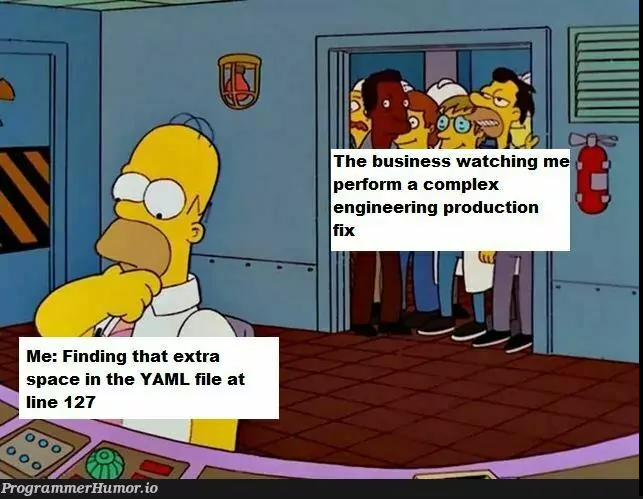 The business watching me
perform a complex
engineering production
fix
Me: Finding that extra
space in the YAML file at
line 127
ProgrammerHumor.io